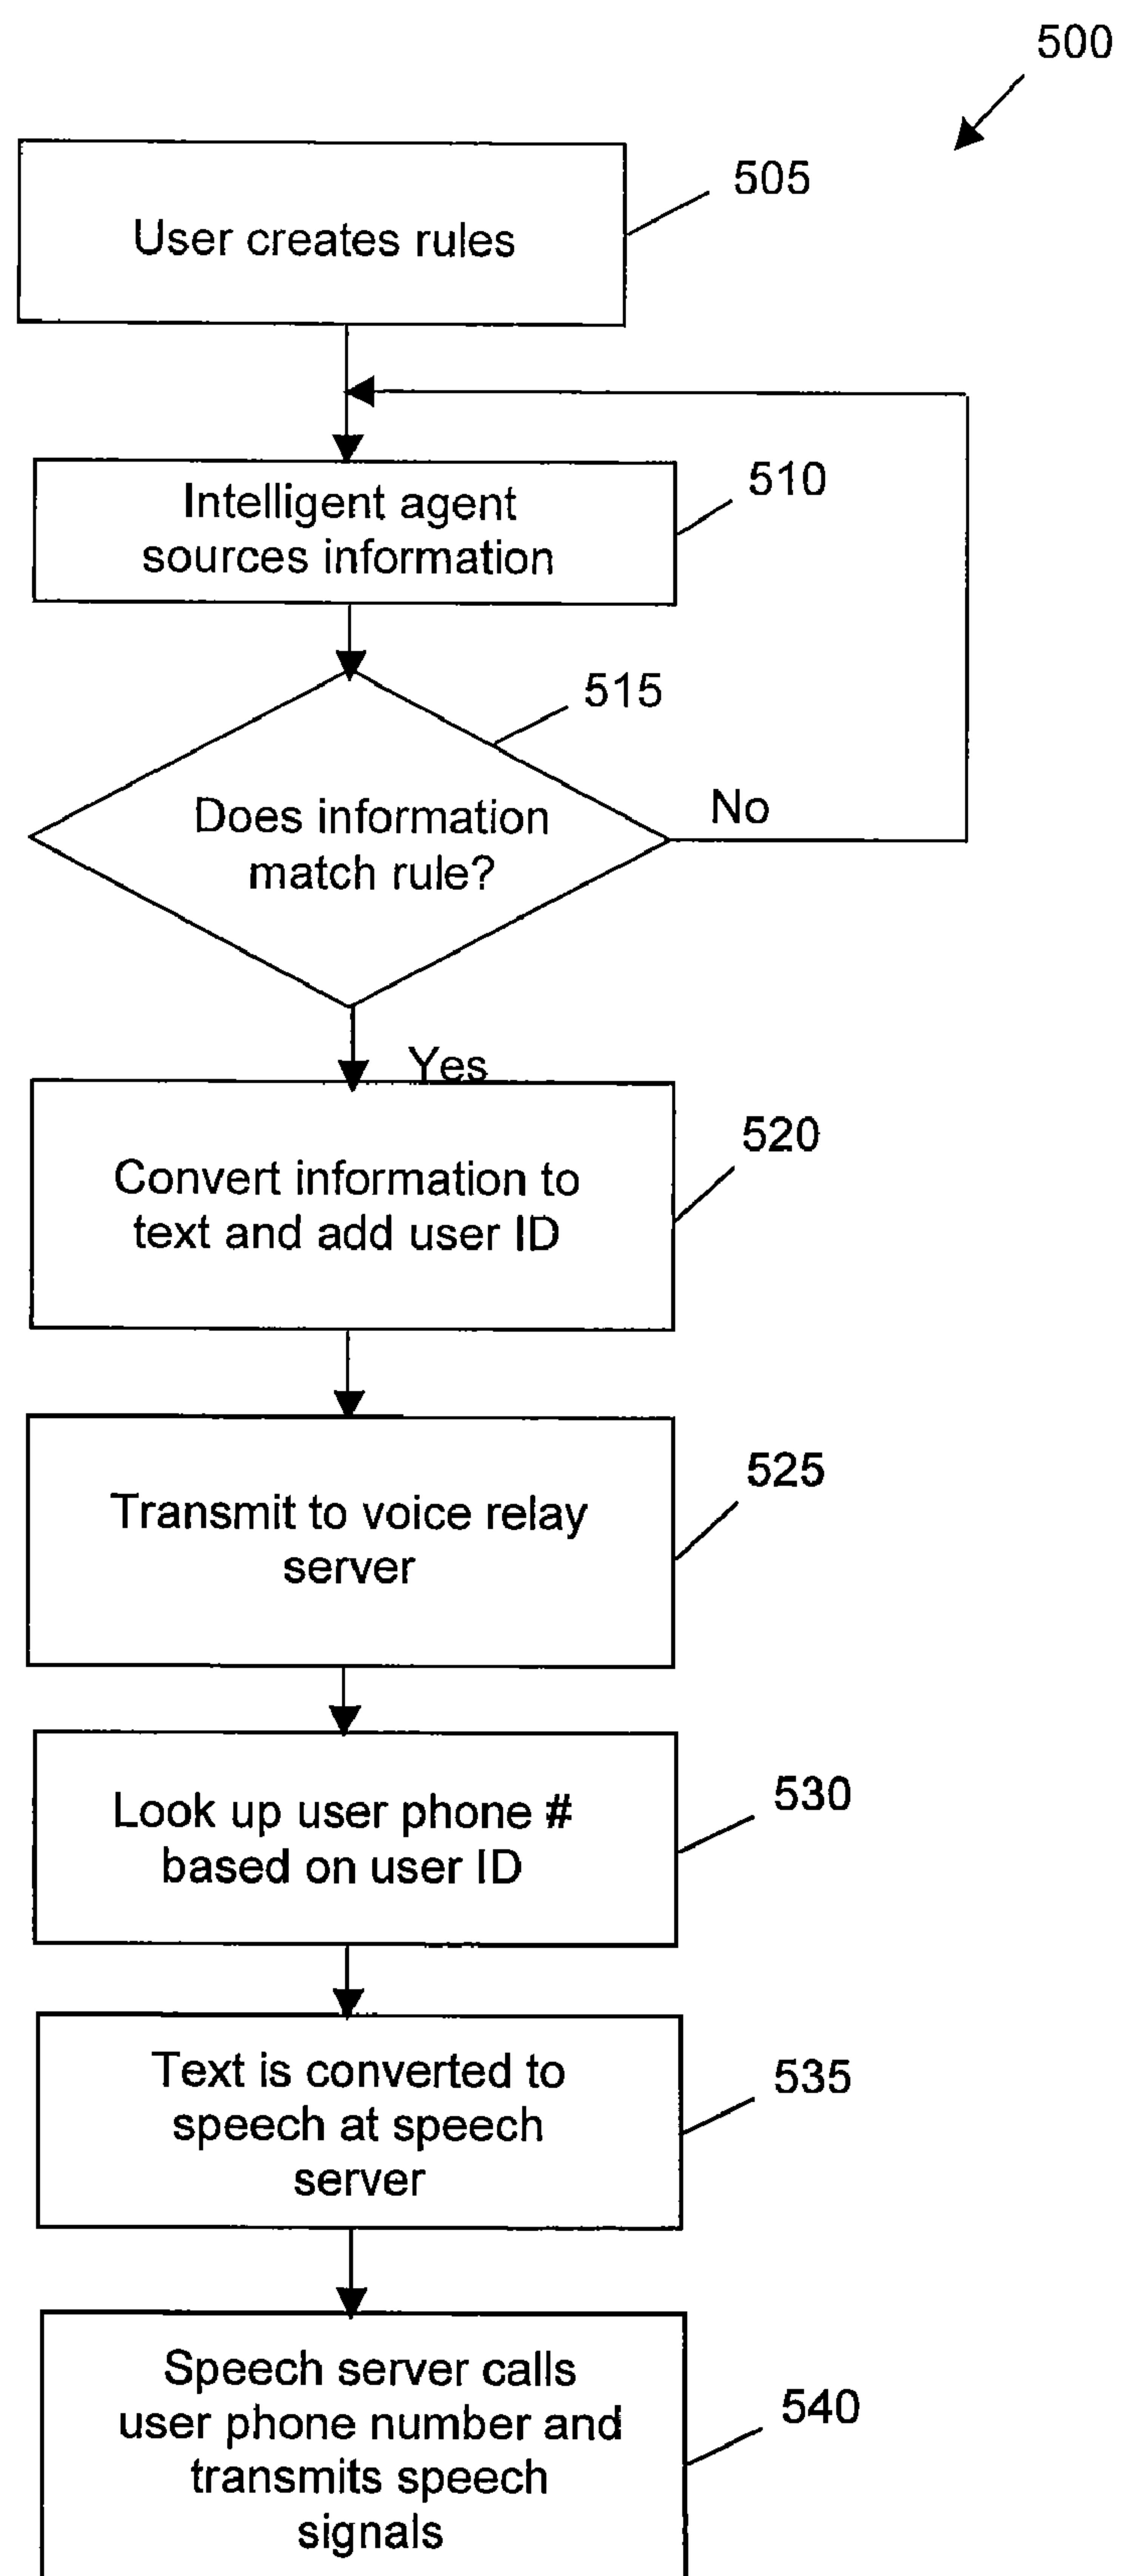 500
505
User creates rules
510
Intelligent agent
sources information
515
Does information
match rule?
No
Yes
520
Convert information to
text and add user ID
525
Transmit to voice relay
server
530
Look up user phone #
based on user ID
535
Text is converted to
speech at speech
server
540
Speech server calls
user phone number and
transmits speech
signals